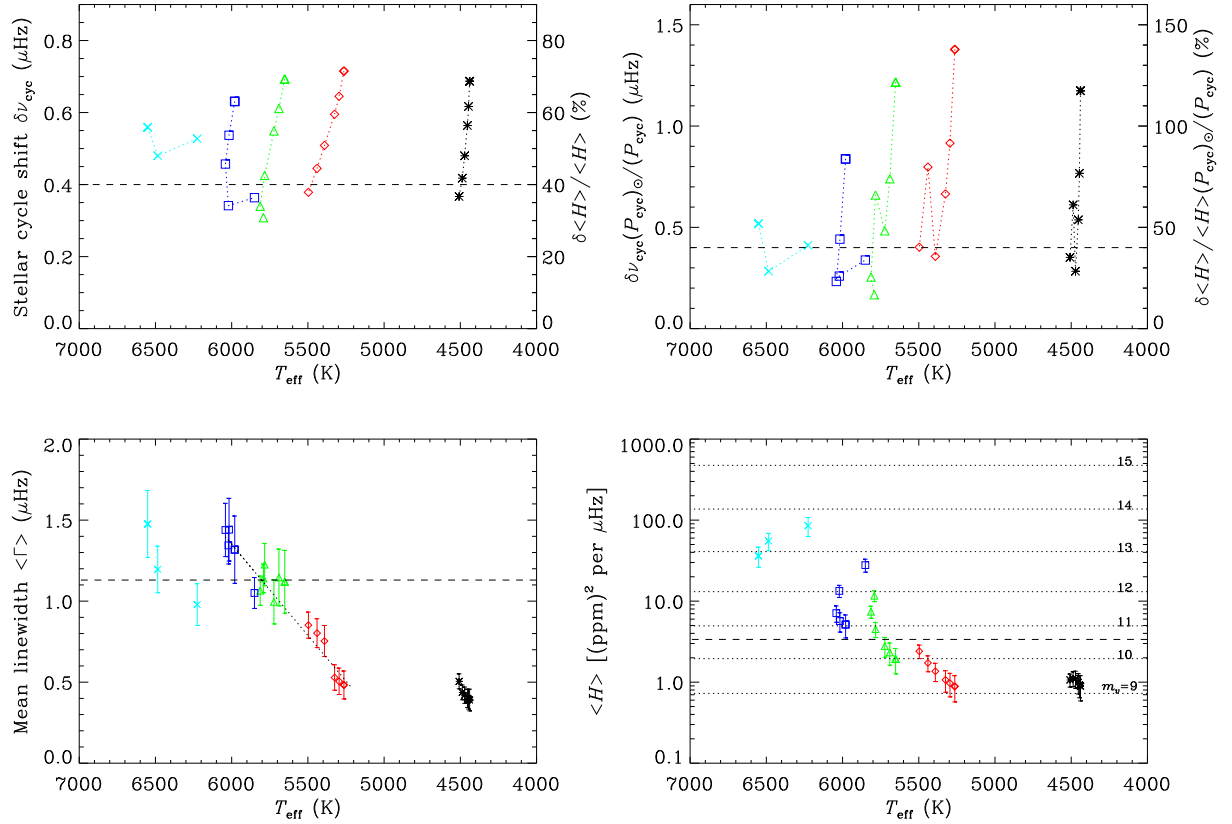 Stellar cycle shift δν_cyc (μHz)
0.8
0.6
0.4
0.2
0.0
80
60
40
20
0
δ<H>/<H> (%)
7000 6500 6000 5500 5000 4500 4000
T_eff (K)
δν_cyc(P_cyc)⊙/(P_cyc) (μHz)
1.5
1.0
0.5
0.0
150
100
50
0
δ<H>/<H>(P_cyc)⊙/(P_cyc) (%)
7000 6500 6000 5500 5000 4500 4000
T_eff (K)
Mean linewidth <Γ> (μHz)
2.0
1.5
1.0
0.5
0.0
7000 6500 6000 5500 5000 4500 4000
T_eff (K)
<H> [(ppm)² per μHz]
1000.0
100.0
10.0
1.0
0.1
15
14
13
12
11
10
m_v=9
7000 6500 6000 5500 5000 4500 4000
T_eff (K)